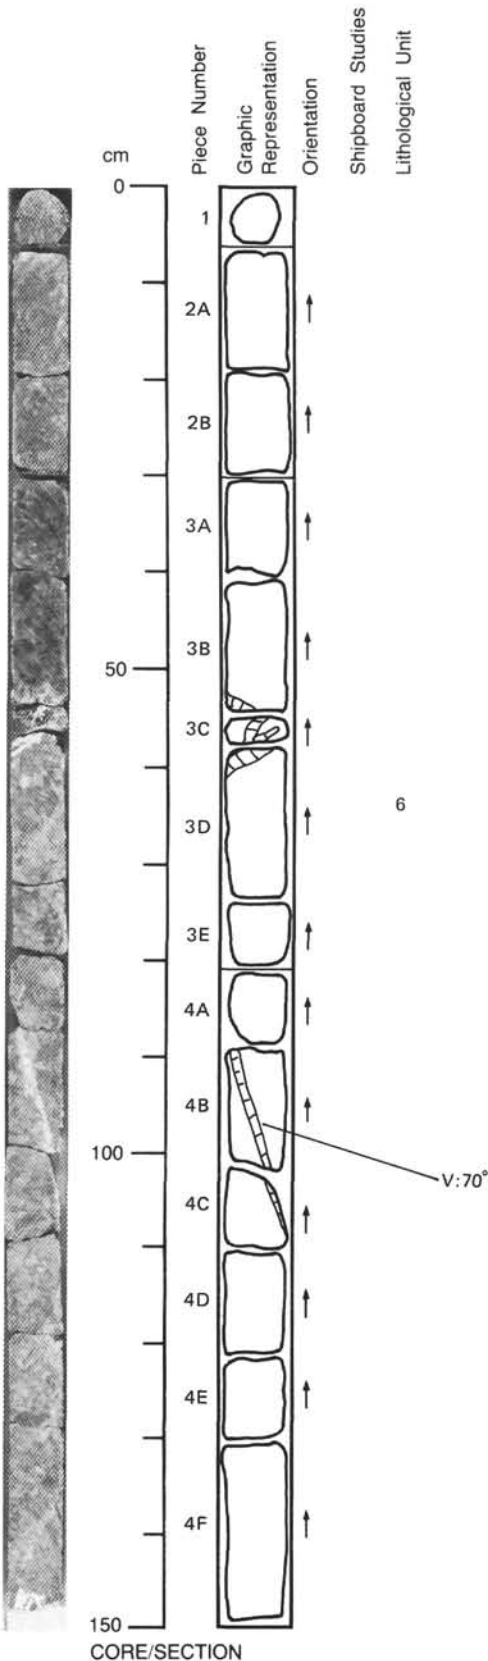 Piece Number
Graphic
Representation
Orientation
Shipboard Studies
Lithological Unit
cm
0
1
2A
2B
3A
3B
50
3C
3D
6
3E
4A
4B
100
V:70°
4C
4D
4E
4F
150
CORE/SECTION